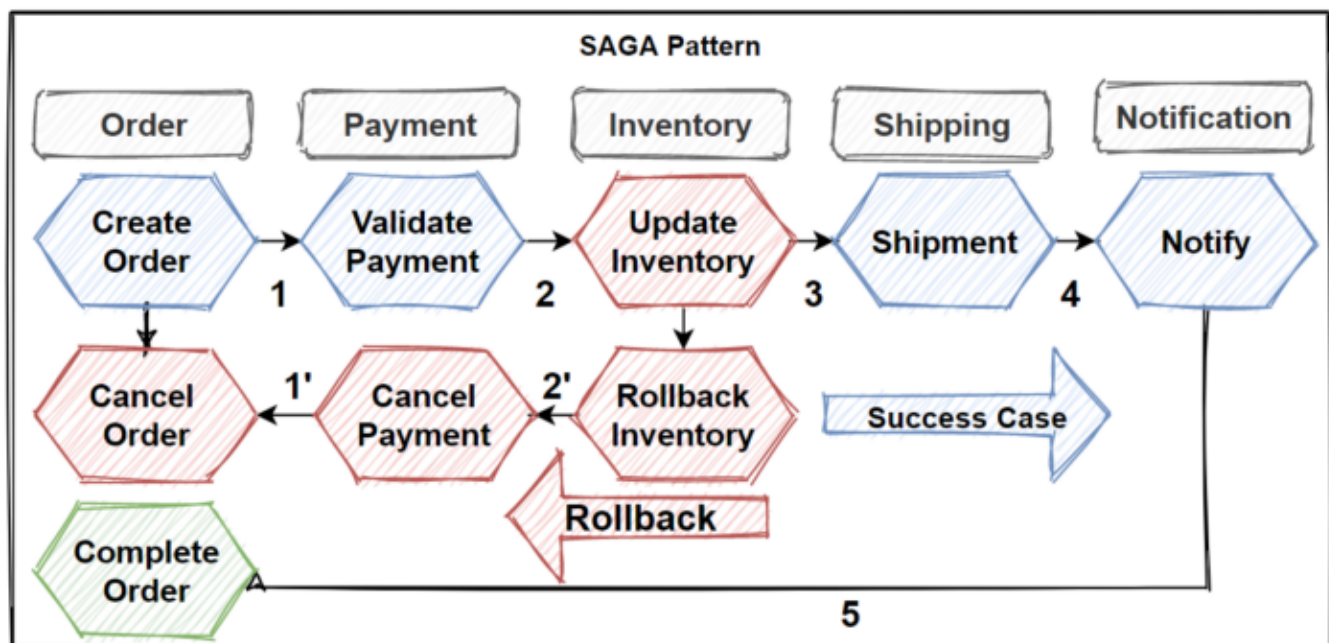 SAGA Pattern
Order
Payment
Inventory
Shipping
Notification
Create
Order
Validate
Payment
Update
Inventory
Shipment
Notify
1
2
3
4
Cancel
Order
1'
Cancel
Payment
2'
Rollback
Inventory
Success Case
Rollback
Complete
Order
5